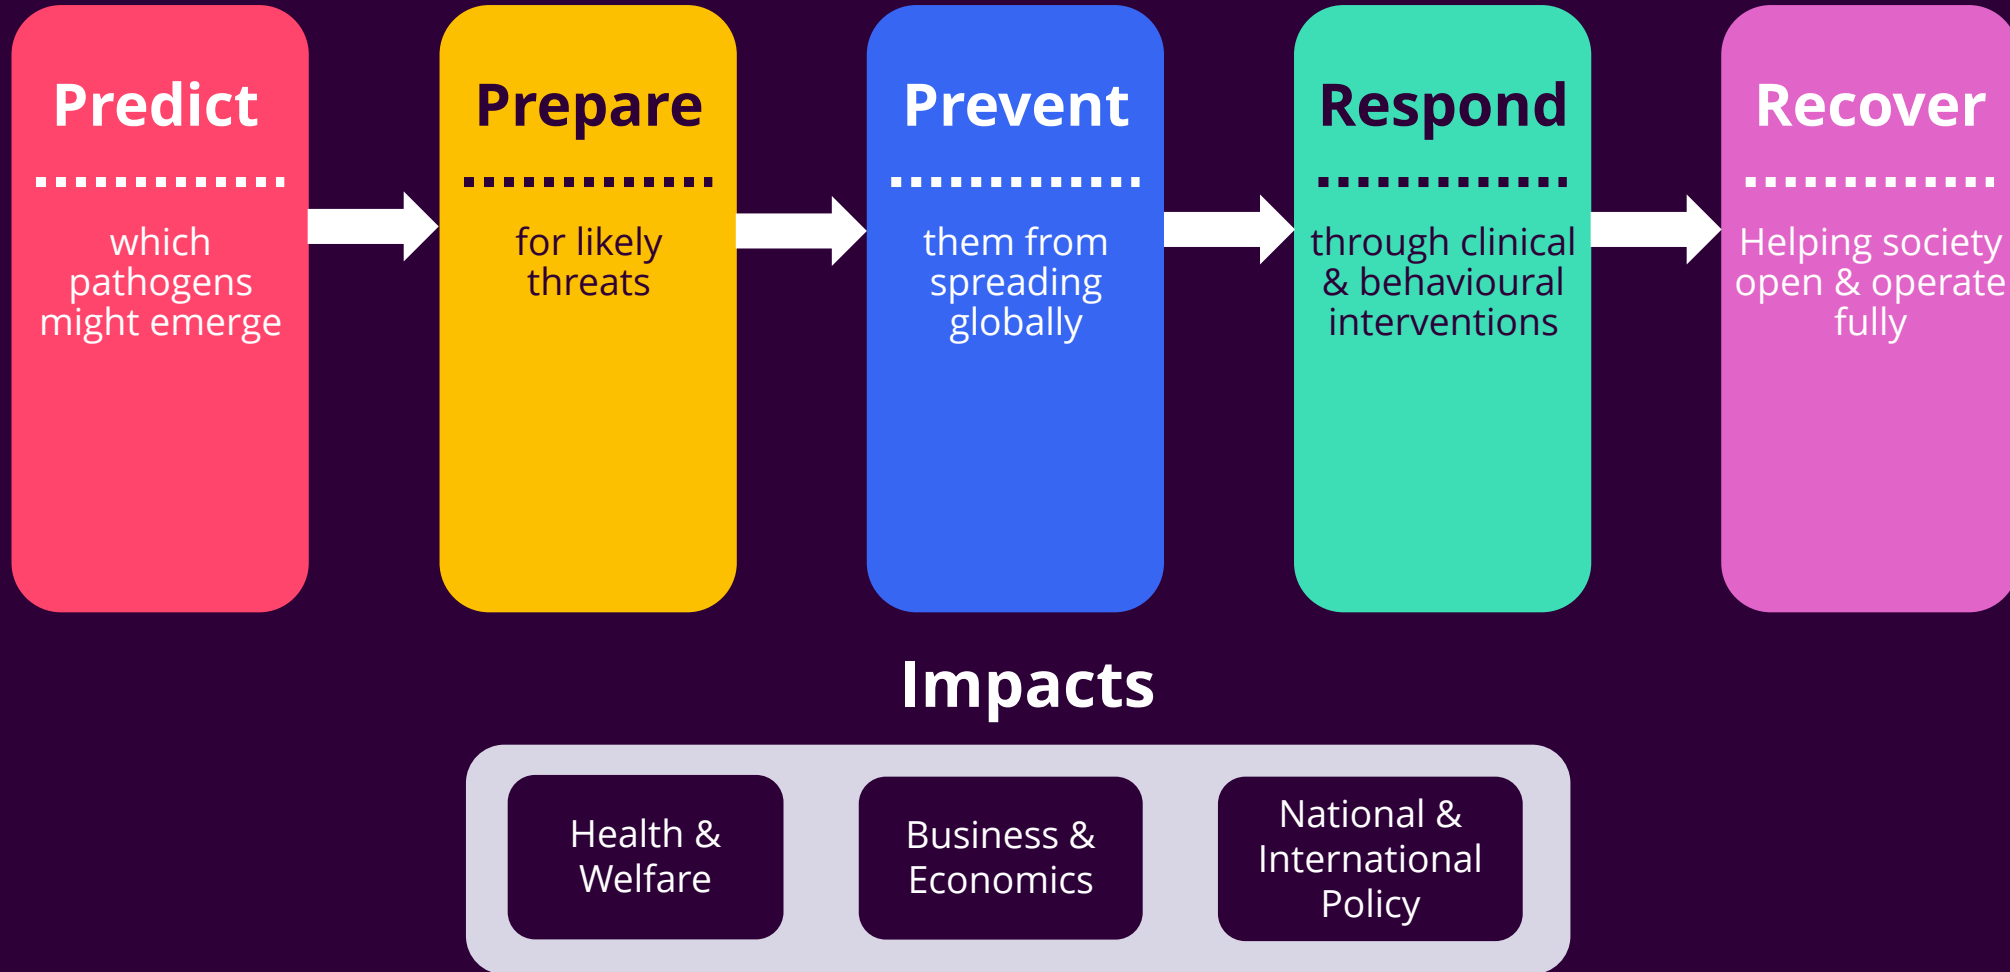 Predict
which
pathogens
might emerge
Prepare
for likely
threats
Prevent
them from
spreading
globally
Respond
through clinical
& behavioural
interventions
Recover
Helping society
open & operate
fully
Impacts
Health &
Welfare
Business &
Economics
National &
International
Policy